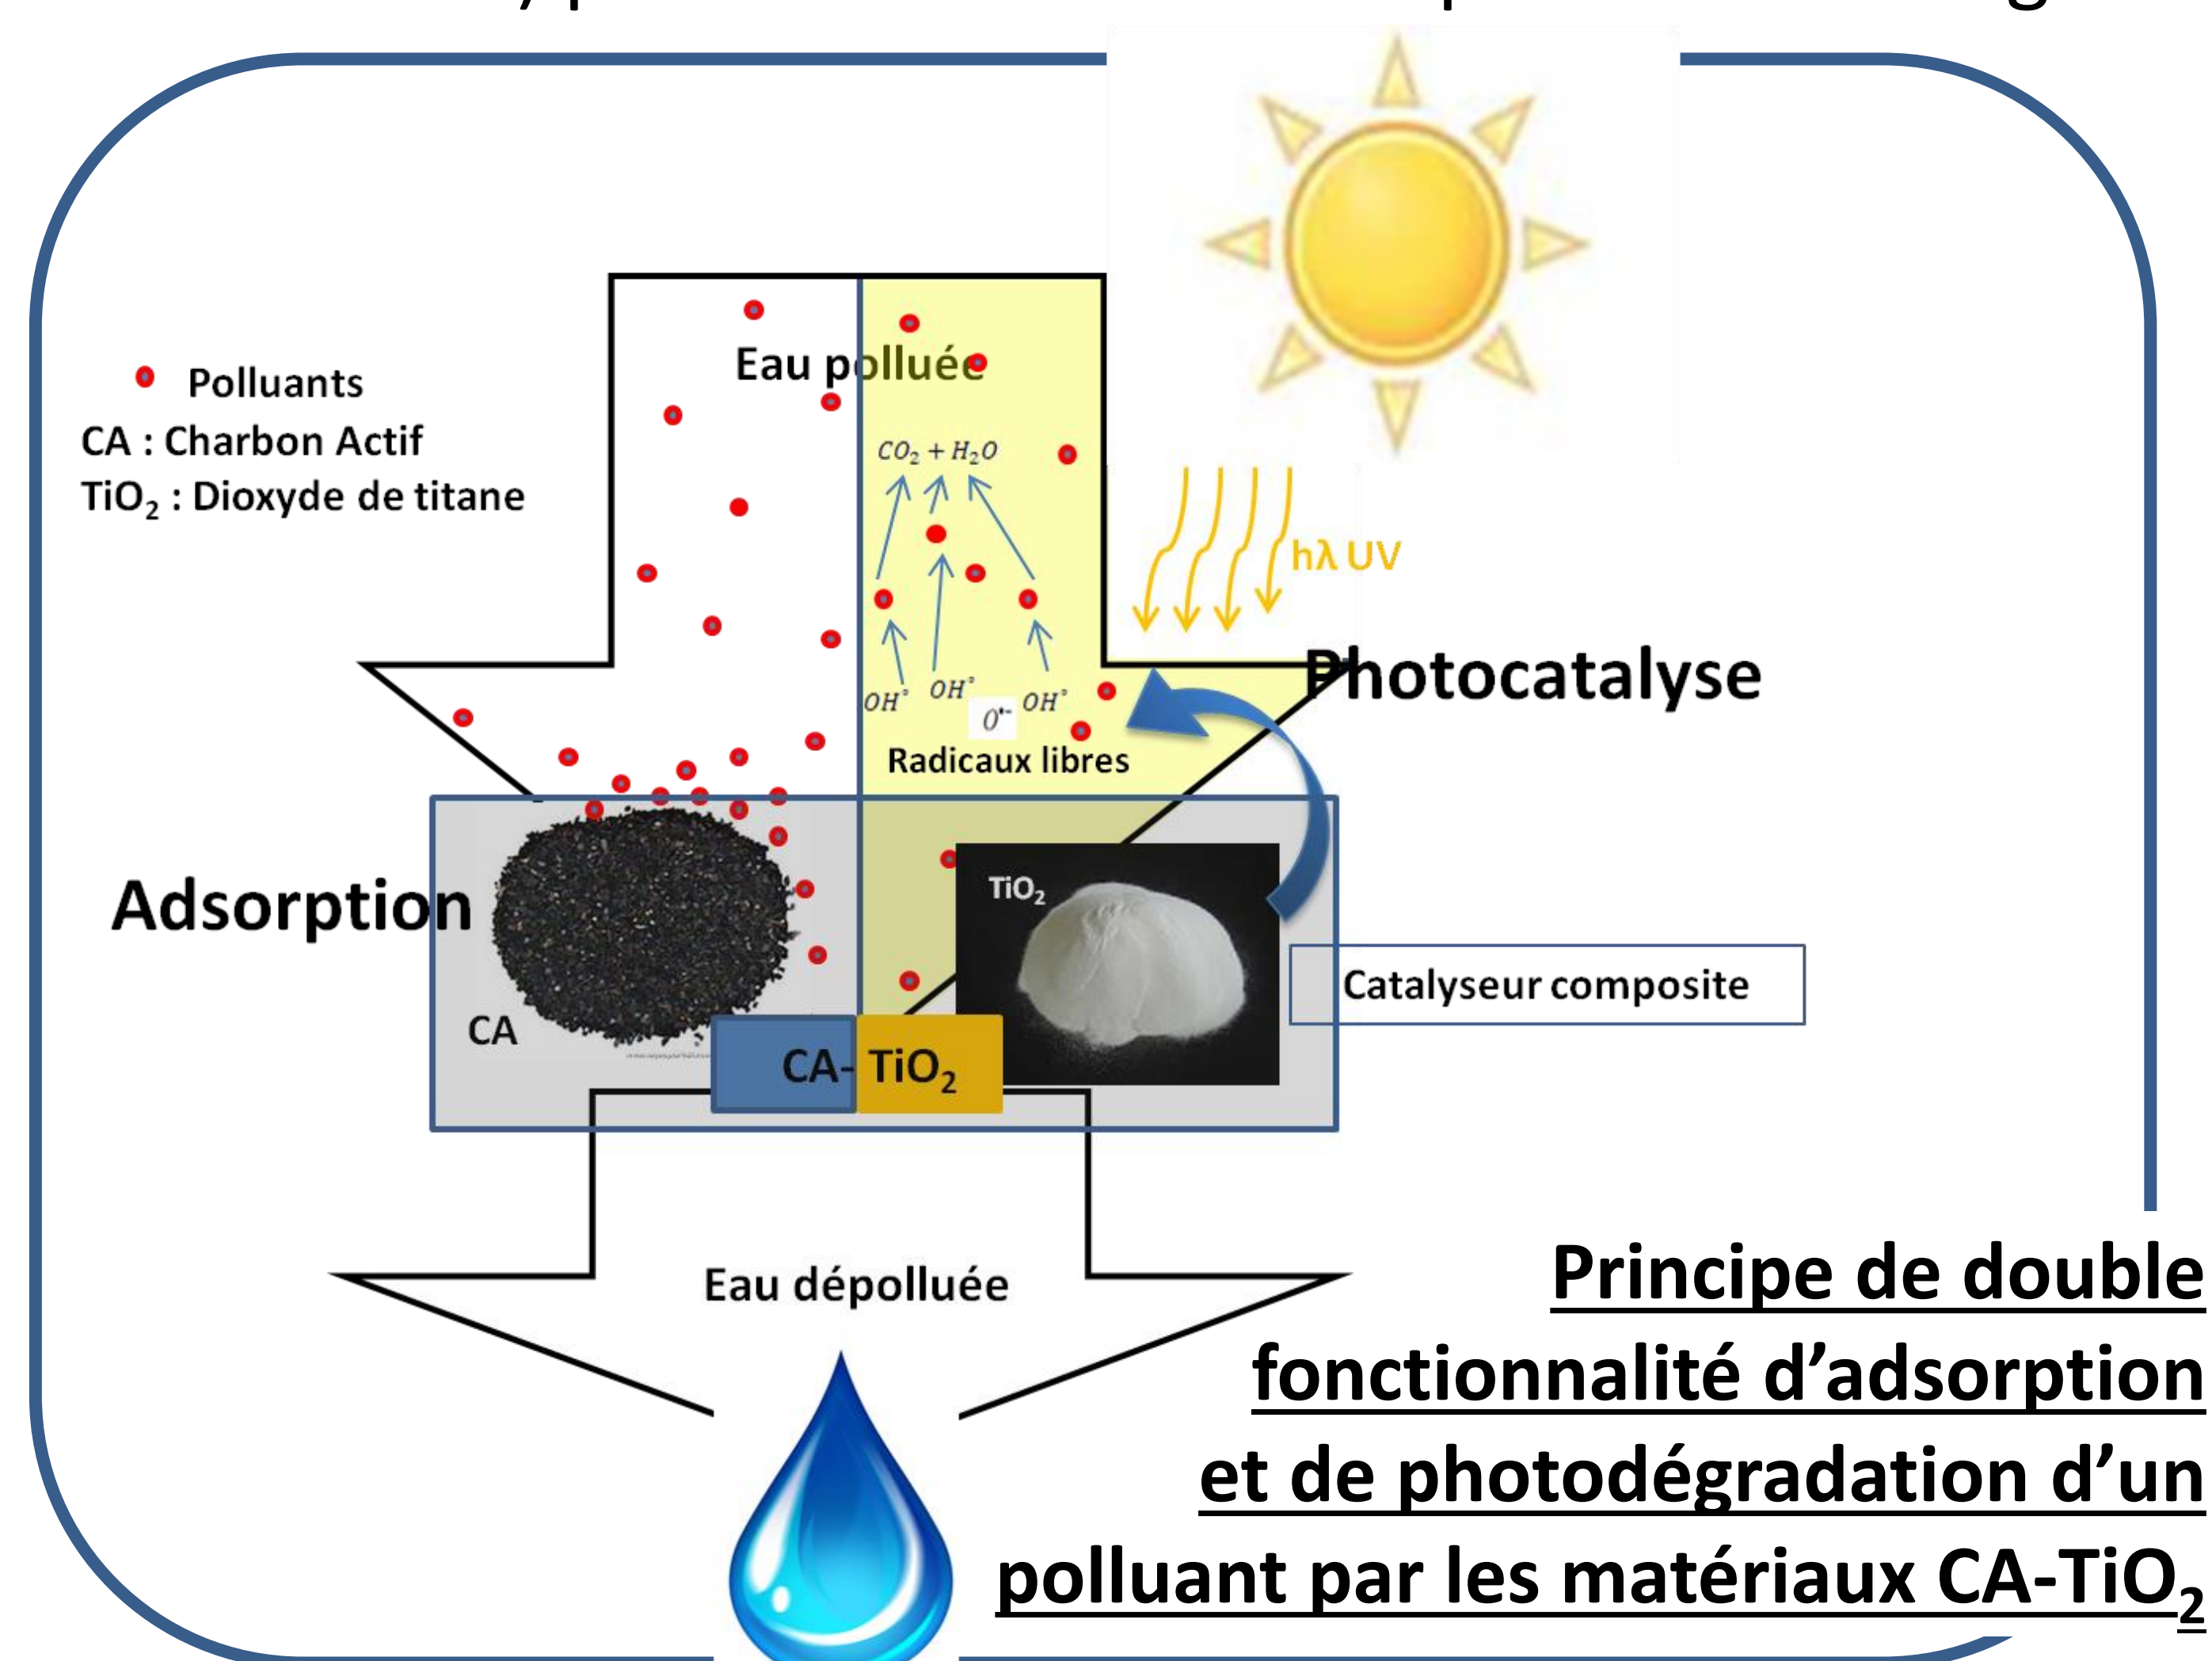 Eau polluée
Polluants
CA : Charbon Actif
TiO₂ : Dioxyde de titane
CO₂ + H₂O
hλ UV
Photocatalyse
OH° OH° OH°
O•-
Radicaux libres
Adsorption
TiO₂
CA
Catalyseur composite
CA- TiO₂
Eau dépolluée
Principe de double
fonctionnalité d’adsorption
et de photodégradation d’un
polluant par les matériaux CA-TiO₂